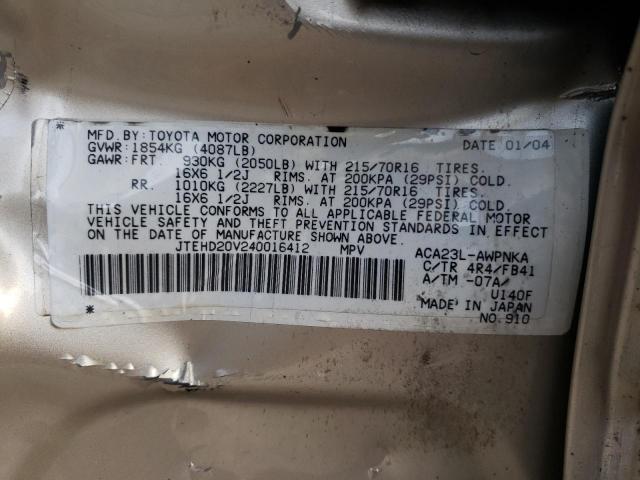 MFD. BY: TOYOTA MOTOR CORPORATION DATE 01/04
GVWR: 1854KG (4087LB)
GAWR: FRT. 930KG (2050LB) WITH 215/70R16 TIRES.
16X6 1/2J RIMS. AT 200KPA (29PSI) COLD.
RR. 1010KG (2227LB) WITH 215/70R16 TIRES.
16X6 1/2J RIMS. AT 200KPA (29PSI) COLD.
THIS VEHICLE CONFORMS TO ALL APPLICABLE FEDERAL MOTOR
VEHICLE SAFETY AND THEFT PREVENTION STANDARDS IN EFFECT
ON THE DATE OF MANUFACTURE SHOWN ABOVE.
JTEHD20V240016412 MPV ACA23L-AWPNKA
C/TR 4R4/FB41
A/TM -07A/
U140F
MADE IN JAPAN
NO.910